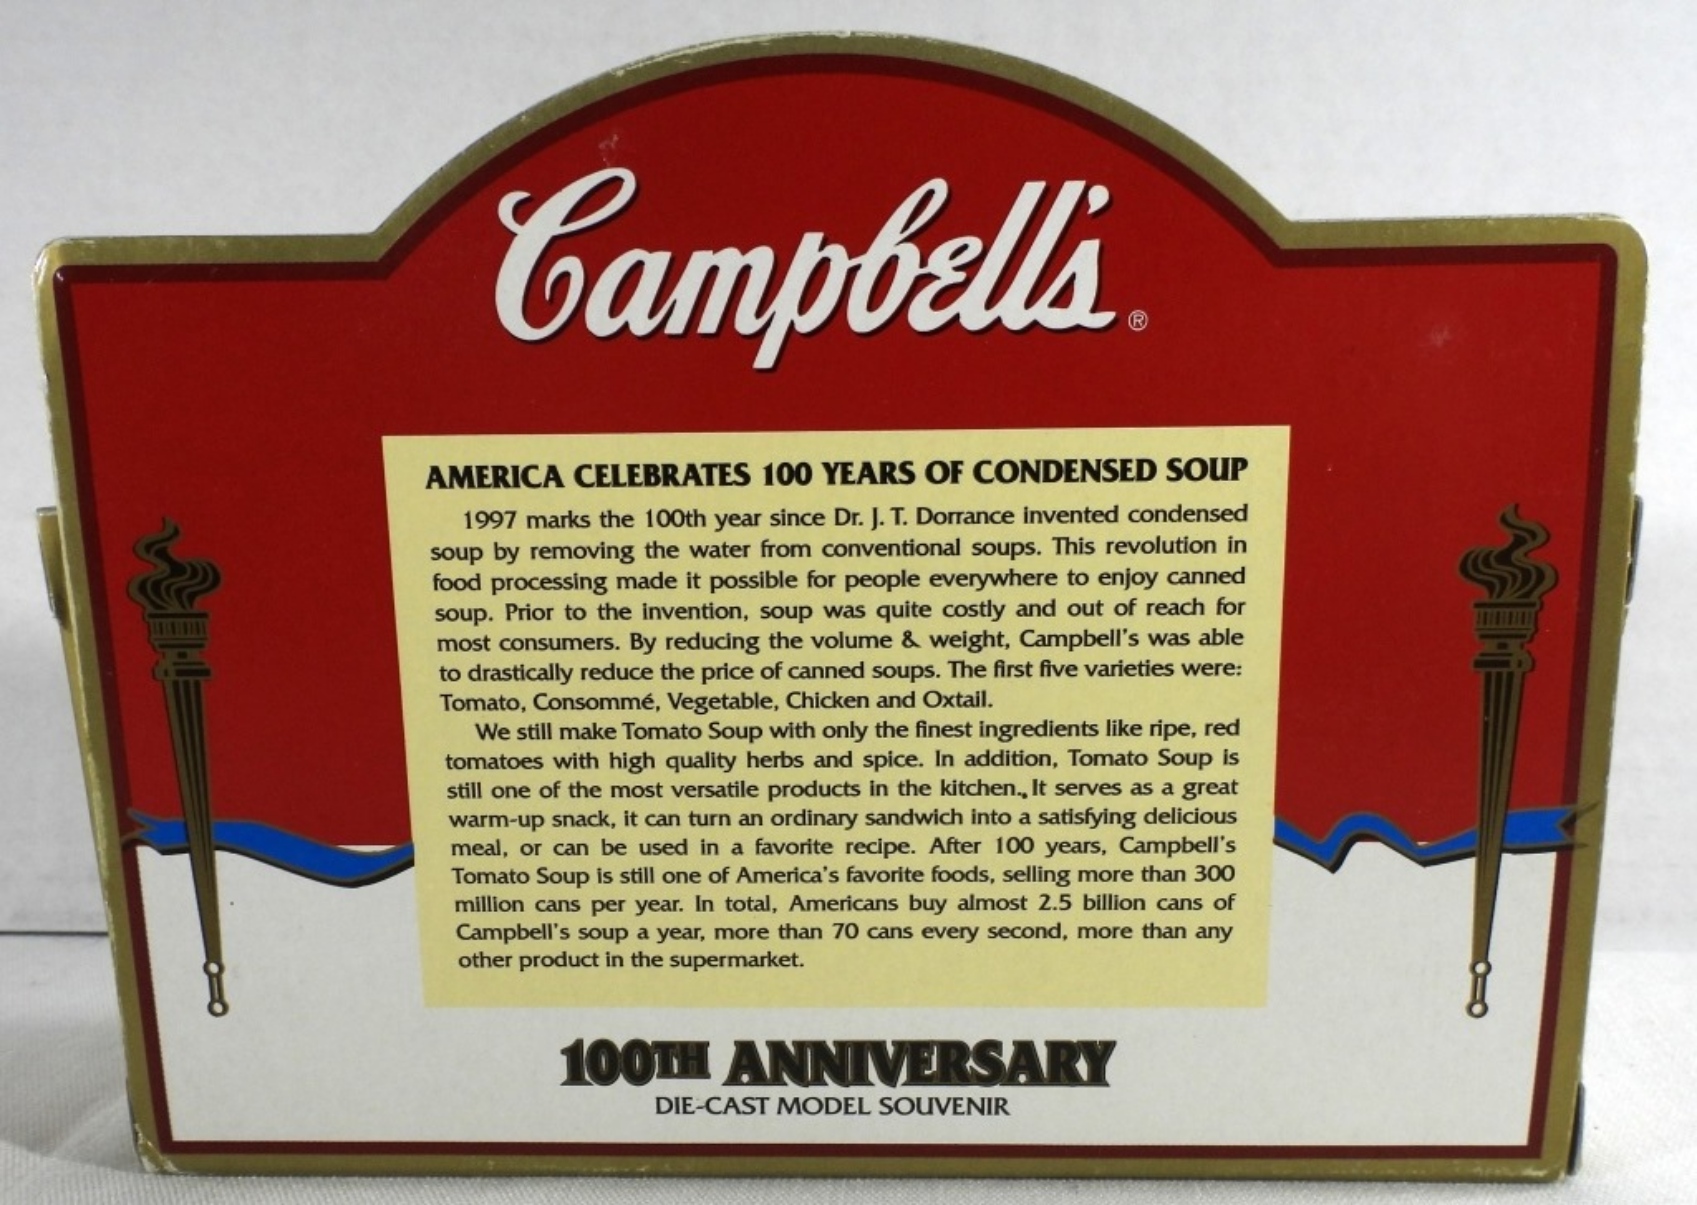 Campbell's®
AMERICA CELEBRATES 100 YEARS OF CONDENSED SOUP
1997 marks the 100th year since Dr. J. T. Dorrance invented condensed
soup by removing the water from conventional soups. This revolution in
food processing made it possible for people everywhere to enjoy canned
soup. Prior to the invention, soup was quite costly and out of reach for
most consumers. By reducing the volume & weight, Campbell's was able
to drastically reduce the price of canned soups. The first five varieties were:
Tomato, Consommé, Vegetable, Chicken and Oxtail.
We still make Tomato Soup with only the finest ingredients like ripe, red
tomatoes with high quality herbs and spice. In addition, Tomato Soup is
still one of the most versatile products in the kitchen. It serves as a great
warm-up snack, it can turn an ordinary sandwich into a satisfying delicious
meal, or can be used in a favorite recipe. After 100 years, Campbell's
Tomato Soup is still one of America's favorite foods, selling more than 300
million cans per year. In total, Americans buy almost 2.5 billion cans of
Campbell's soup a year, more than 70 cans every second, more than any
other product in the supermarket.
100TH ANNIVERSARY
DIE-CAST MODEL SOUVENIR